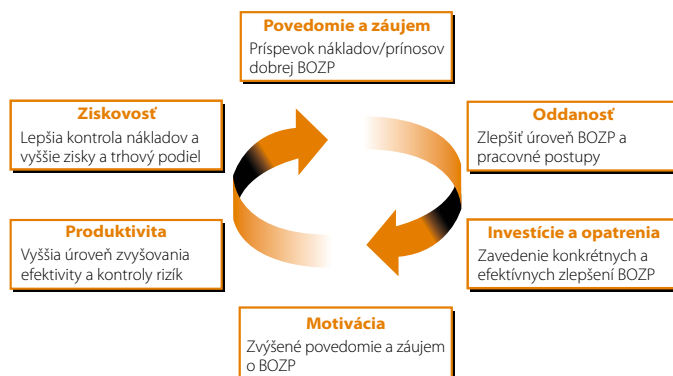 Povedomie a záujem
Príspevok nákladov/prínosov
dobrej BOZP
Ziskovosť
Lepšia kontrola nákladov a
vyššie zisky a trhový podiel
Oddanosť
Zlepšiť úroveň BOZP a
pracovné postupy
Produktivita
Vyššia úroveň zvyšovania
efektivity a kontroly rizík
Investície a opatrenia
Zavedenie konkrétnych a
efektívnych zlepšení BOZP
Motivácia
Zvýšené povedomie a záujem
o BOZP